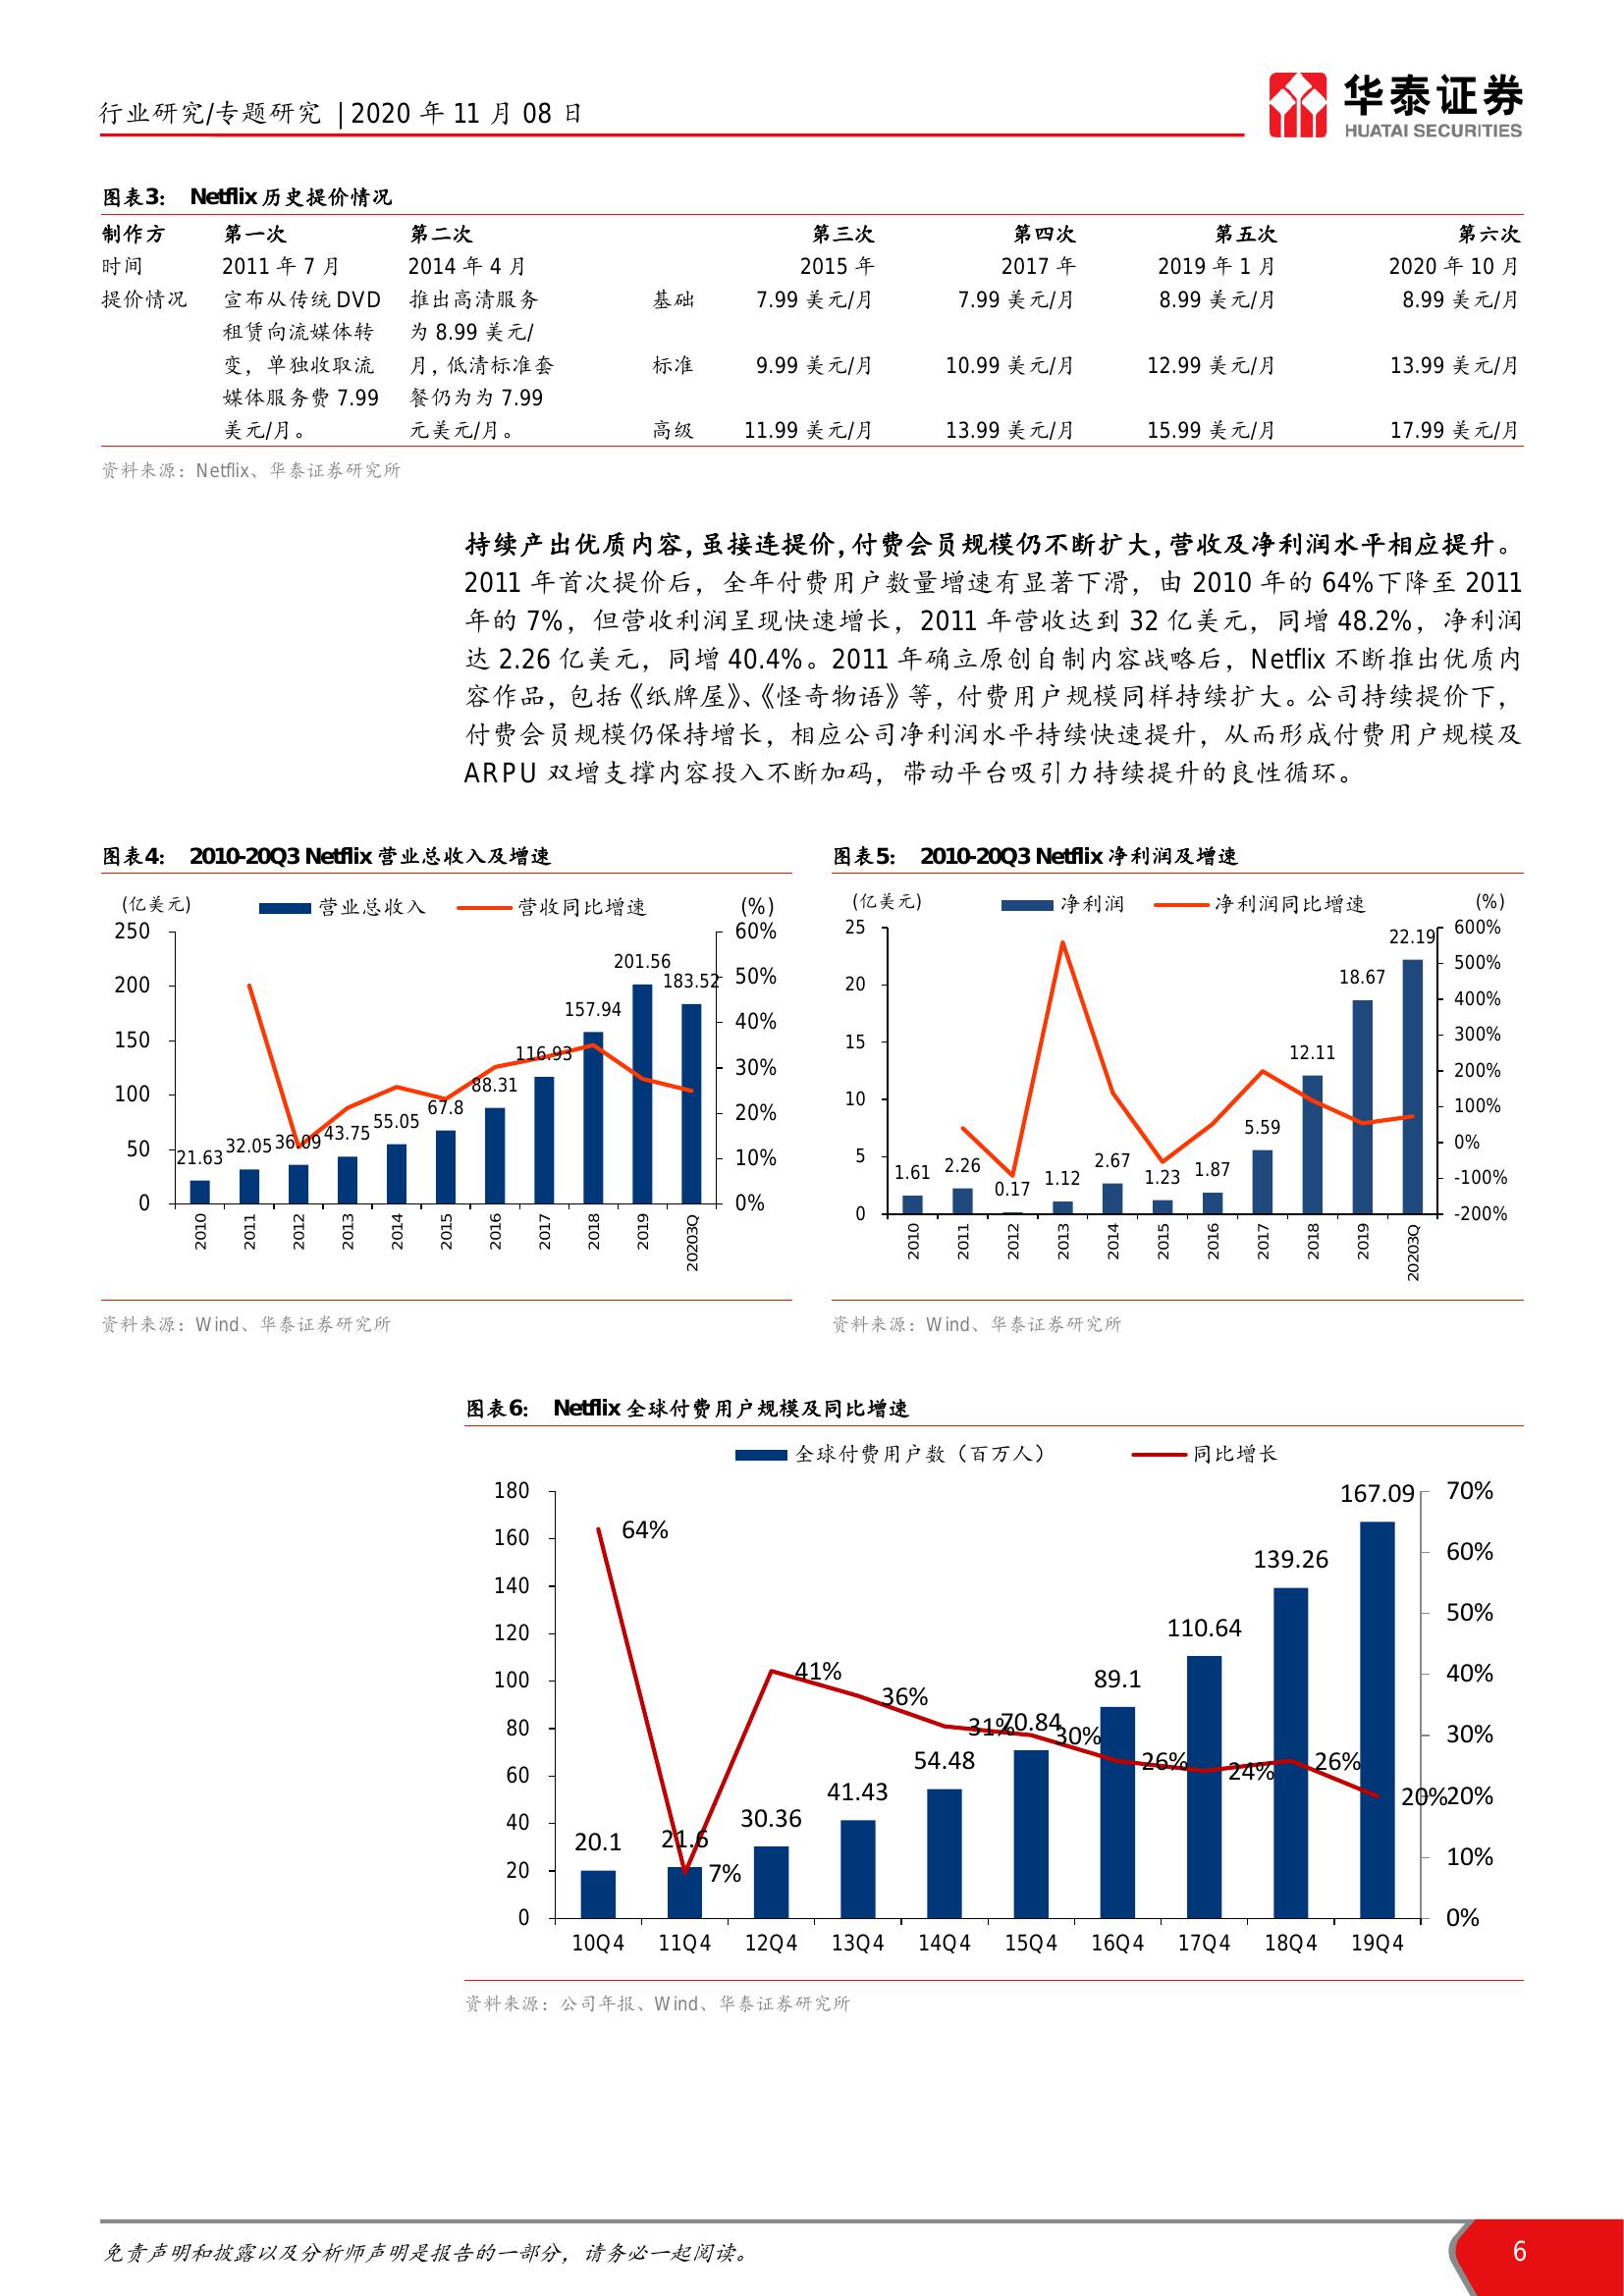 行业研究/专题研究 | 2020 年 11 月 08 日
华泰证券
HUATAI SECURITIES
图表3： Netflix 历史提价情况
制作方 第一次 第二次 第三次 第四次 第五次 第六次
时间 2011 年 7 月 2014 年 4 月 2015 年 2017 年 2019 年 1 月 2020 年 10 月
提价情况 宣布从传统 DVD 推出高清服务 基础 7.99 美元/月 7.99 美元/月 8.99 美元/月 8.99 美元/月
租赁向流媒体转 为 8.99 美元/
变，单独收取流 月，低清标准套 标准 9.99 美元/月 10.99 美元/月 12.99 美元/月 13.99 美元/月
媒体服务费 7.99 餐仍为为 7.99
美元/月。 元美元/月。 高级 11.99 美元/月 13.99 美元/月 15.99 美元/月 17.99 美元/月
资料来源：Netflix、华泰证券研究所
持续产出优质内容，虽接连提价，付费会员规模仍不断扩大，营收及净利润水平相应提升。
2011 年首次提价后，全年付费用户数量增速有显著下滑，由 2010 年的 64%下降至 2011
年的 7%，但营收利润呈现快速增长，2011 年营收达到 32 亿美元，同增 48.2%，净利润
达 2.26 亿美元，同增 40.4%。2011 年确立原创自制内容战略后，Netflix 不断推出优质内
容作品，包括《纸牌屋》、《怪奇物语》等，付费用户规模同样持续扩大。公司持续提价下，
付费会员规模仍保持增长，相应公司净利润水平持续快速提升，从而形成付费用户规模及
ARPU 双增支撑内容投入不断加码，带动平台吸引力持续提升的良性循环。
图表4： 2010-20Q3 Netflix 营业总收入及增速
(亿美元) 营业总收入 营收同比增速 (%)
250 60%
200 50%
150 40%
100 30%
50 20%
0 10%
0%
21.63 32.05 36.09 43.75 55.05 67.8 88.31 116.93 157.94 201.56 183.52
2010 2011 2012 2013 2014 2015 2016 2017 2018 2019 20203Q
资料来源：Wind、华泰证券研究所
图表5： 2010-20Q3 Netflix 净利润及增速
(亿美元) 净利润 净利润同比增速 (%)
25 600%
20 500%
15 400%
10 300%
5 200%
0 100%
0%
-100%
-200%
1.61 2.26 0.17 1.12 2.67 1.23 1.87 5.59 12.11 18.67 22.19
2010 2011 2012 2013 2014 2015 2016 2017 2018 2019 20203Q
资料来源：Wind、华泰证券研究所
图表6： Netflix 全球付费用户规模及同比增速
全球付费用户数（百万人） 同比增长
180 70%
160 60%
140 50%
120 40%
100 30%
80 20%
60 10%
40 0%
20
0
20.1 21.6 30.36 41.43 54.48 70.84 89.1 110.64 139.26 167.09
64% 7% 41% 36% 31% 30% 26% 24% 26% 20%
10Q4 11Q4 12Q4 13Q4 14Q4 15Q4 16Q4 17Q4 18Q4 19Q4
资料来源：公司年报、Wind、华泰证券研究所
免责声明和披露以及分析师声明是报告的一部分，请务必一起阅读。
6